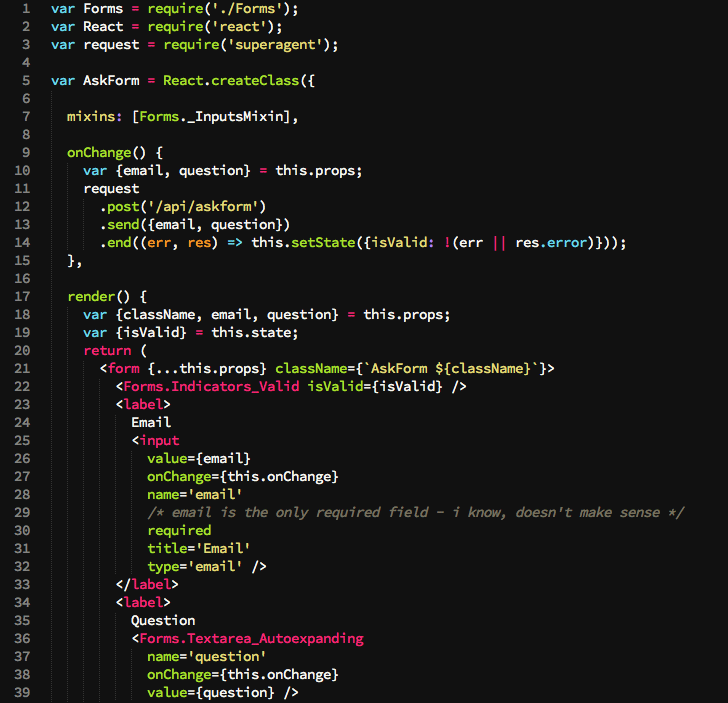 1 var Forms = require('./Forms');
2 var React = require('react');
3 var request = require('superagent');
4
5 var AskForm = React.createClass({
6
7   mixins: [Forms._InputsMixin],
8
9   onChange() {
10     var {email, question} = this.props;
11     request
12       .post('/api/askform')
13       .send({email, question})
14       .end((err, res) => this.setState({isValid: !(err || res.error)}));
15   },
16
17   render() {
18     var {className, email, question} = this.props;
19     var {isValid} = this.state;
20     return (
21       <form {...this.props} className={`AskForm ${className}`}>
22         <Forms.Indicators_Valid isValid={isValid} />
23         <label>
24           Email
25           <input
26             value={email}
27             onChange={this.onChange}
28             name='email'
29             /* email is the only required field - i know, doesn't make sense */
30             required
31             title='Email'
32             type='email' />
33         </label>
34         <label>
35           Question
36           <Forms.Textarea_Autoexpanding
37             name='question'
38             onChange={this.onChange}
39             value={question} />